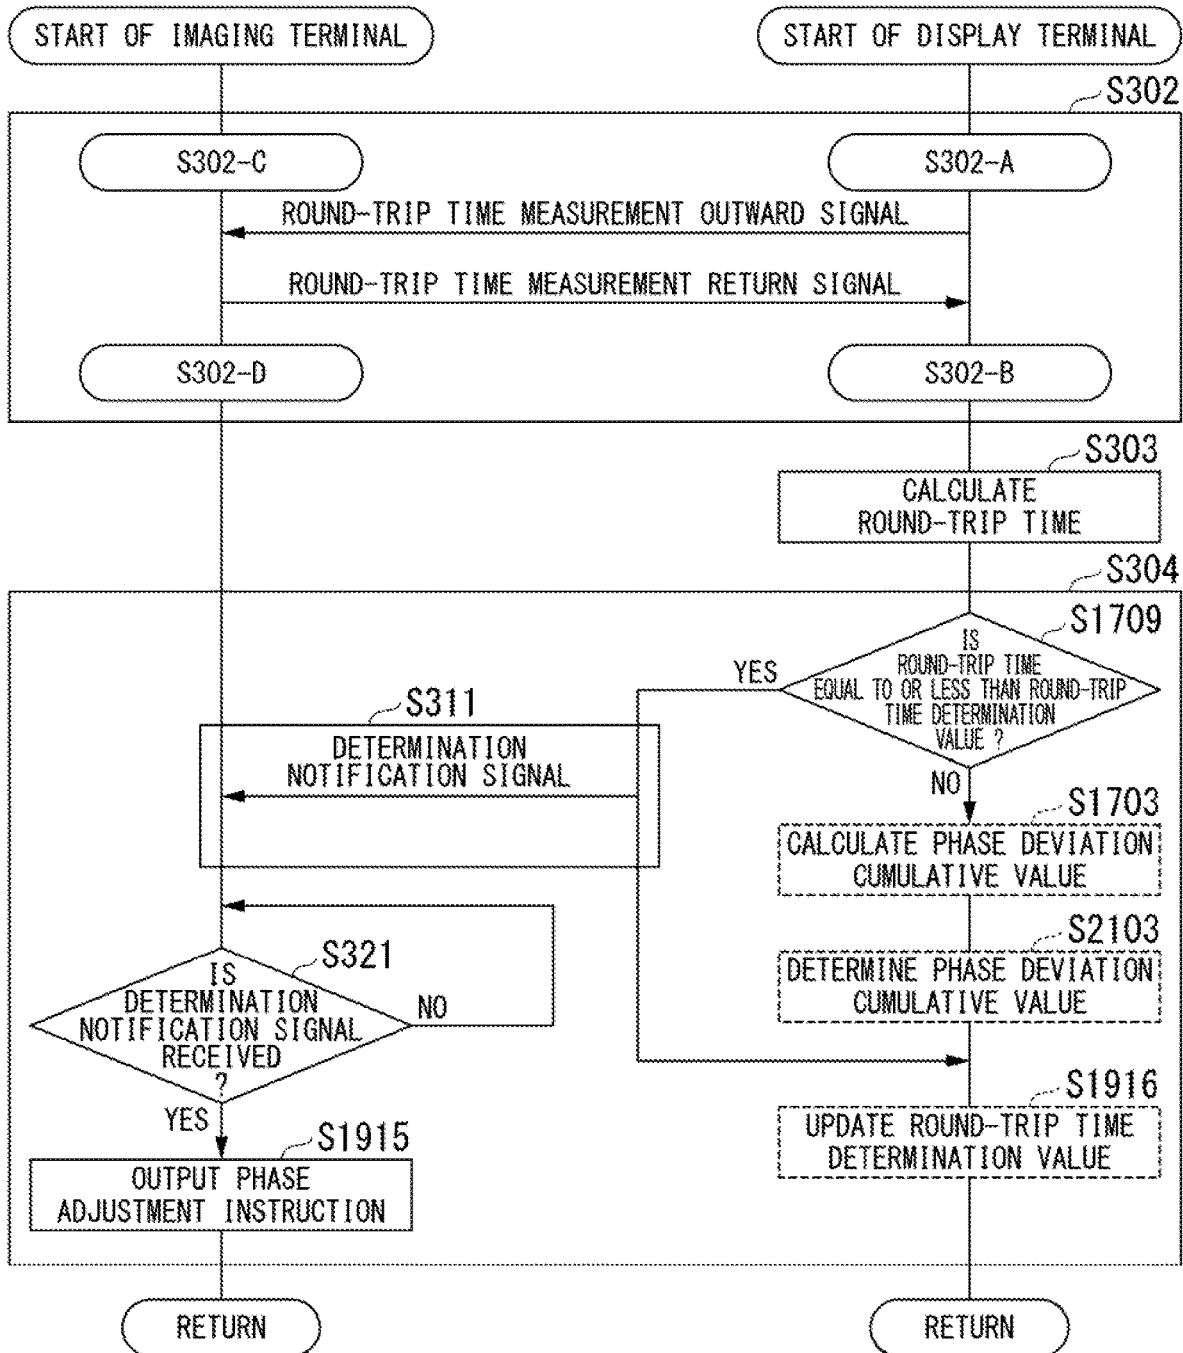 START OF IMAGING TERMINAL
START OF DISPLAY TERMINAL
S302
S302-C
S302-A
ROUND-TRIP TIME MEASUREMENT OUTWARD SIGNAL
ROUND-TRIP TIME MEASUREMENT RETURN SIGNAL
S302-D
S302-B
S303
CALCULATE
ROUND-TRIP TIME
S304
S1709
IS
ROUND-TRIP TIME
EQUAL TO OR LESS THAN ROUND-TRIP
TIME DETERMINATION
VALUE ?
YES
NO
S311
DETERMINATION
NOTIFICATION SIGNAL
S1703
CALCULATE PHASE DEVIATION
CUMULATIVE VALUE
S2103
DETERMINE PHASE DEVIATION
CUMULATIVE VALUE
S321
IS
DETERMINATION
NOTIFICATION SIGNAL
RECEIVED
?
NO
YES
S1916
UPDATE ROUND-TRIP TIME
DETERMINATION VALUE
S1915
OUTPUT PHASE
ADJUSTMENT INSTRUCTION
RETURN
RETURN